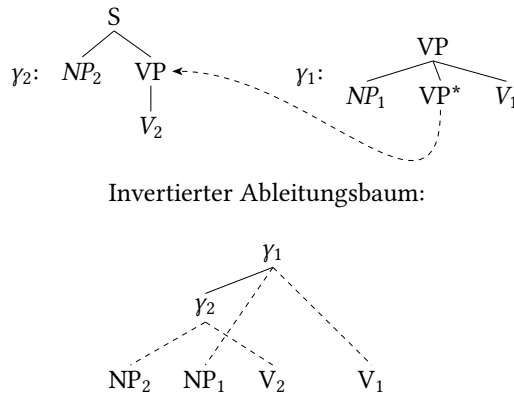 S
γ₂: NP₂ VP
V₂
VP
γ₁: NP₁ VP* V₁
Invertierter Ableitungsbaum:
γ₁
γ₂
NP₂ NP₁ V₂ V₁